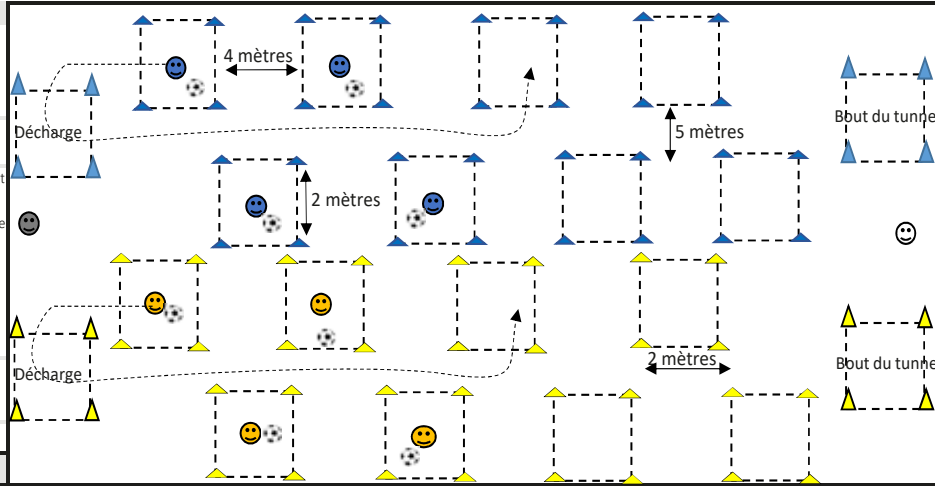 4 mètres
Décharge
Bout du tunne
5 mètres
t
2 mètres
e
2 mètres
Décharge
Bout du tunne